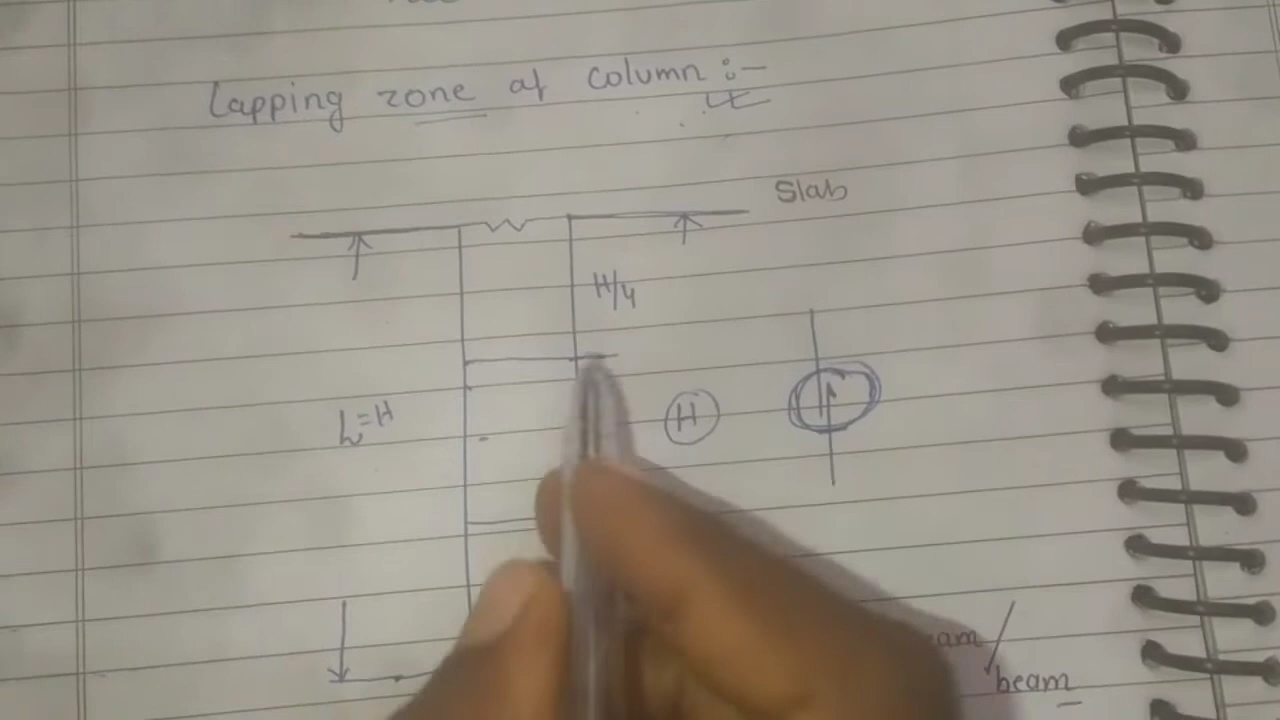 Lapping zone of column :-
Slab
H/4
L=H
H
beam